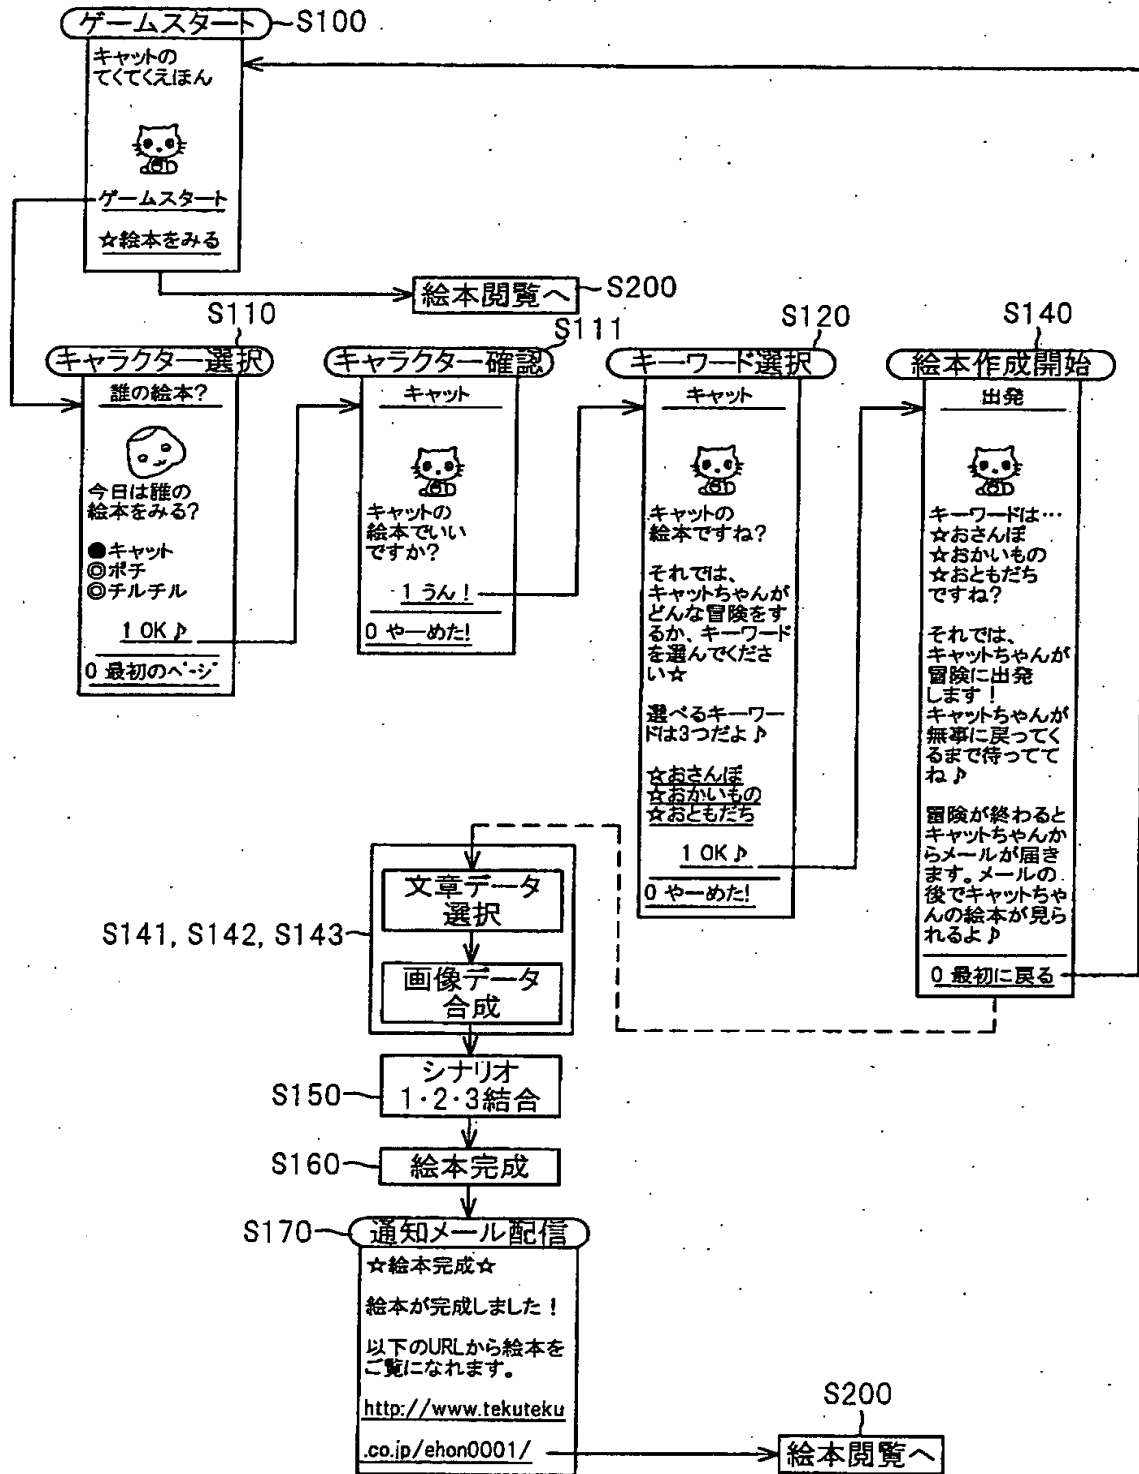 ゲームスタート
S100
キャットの
てくてくえほん
ゲームスタート
☆絵本をみる
絵本閲覧へ
S200
S110
キャラクター選択
誰の絵本?
今日は誰の
絵本をみる?
●キャット
◎ポチ
◎チルチル
1 OK♪
0 最初のページ
S111
キャラクター確認
キャット
キャットの
絵本でいい
ですか?
1 うん!
0 やーめた!
S120
キーワード選択
キャット
キャットの
絵本ですね?
それでは、
キャットちゃんが
どんな冒険をす
るか、キーワード
を選んでくださ
い☆
選べるキーワー
ドは3つだよ♪
☆おさんぽ
☆おかいもの
☆おともだち
1 OK♪
0 やーめた!
S140
絵本作成開始
出発
キーワードは…
☆おさんぽ
☆おかいもの
☆おともだち
ですね?
それでは、
キャットちゃんが
冒険に出発
します!
キャットちゃんが
無事に戻ってく
るまで待ってて
ね♪
冒険が終わると
キャットちゃんか
らメールが届き
ます。メールの
後でキャットちゃ
んの絵本が見ら
れるよ♪
0 最初に戻る
S141, S142, S143
文章データ
選択
画像データ
合成
S150
シナリオ
1・2・3結合
S160
絵本完成
S170
通知メール配信
☆絵本完成☆
絵本が完成しました!
以下のURLから絵本を
ご覧になれます。
http://www.tekuteku
.co.jp/ehon0001/
S200
絵本閲覧へ